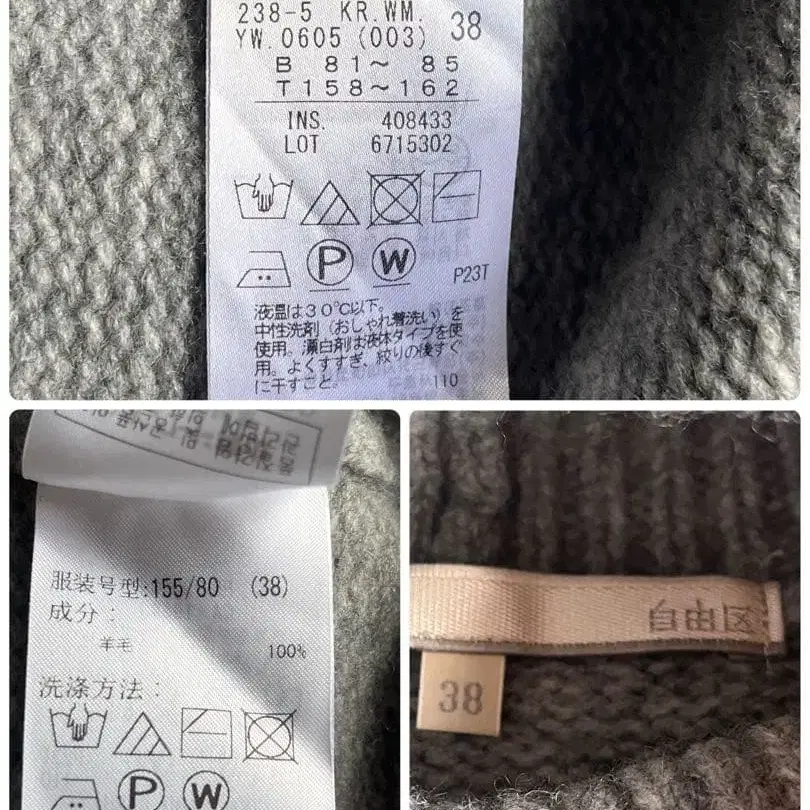 238-5 KR.WM.
YW.0605 (003) 38
B 81～ 85
T158～162
INS. 408433
LOT 6715302
P W P23T
液温は30℃以下。
中性洗剤（おしゃれ着洗い）を
使用。漂白剤は液体タイプを使
用。よくすすぎ、絞りの後すぐ
に干すこと。 110
服装号型:155/80 (38)
成分：
羊毛 100%
洗涤方法：
P W
自由区
38